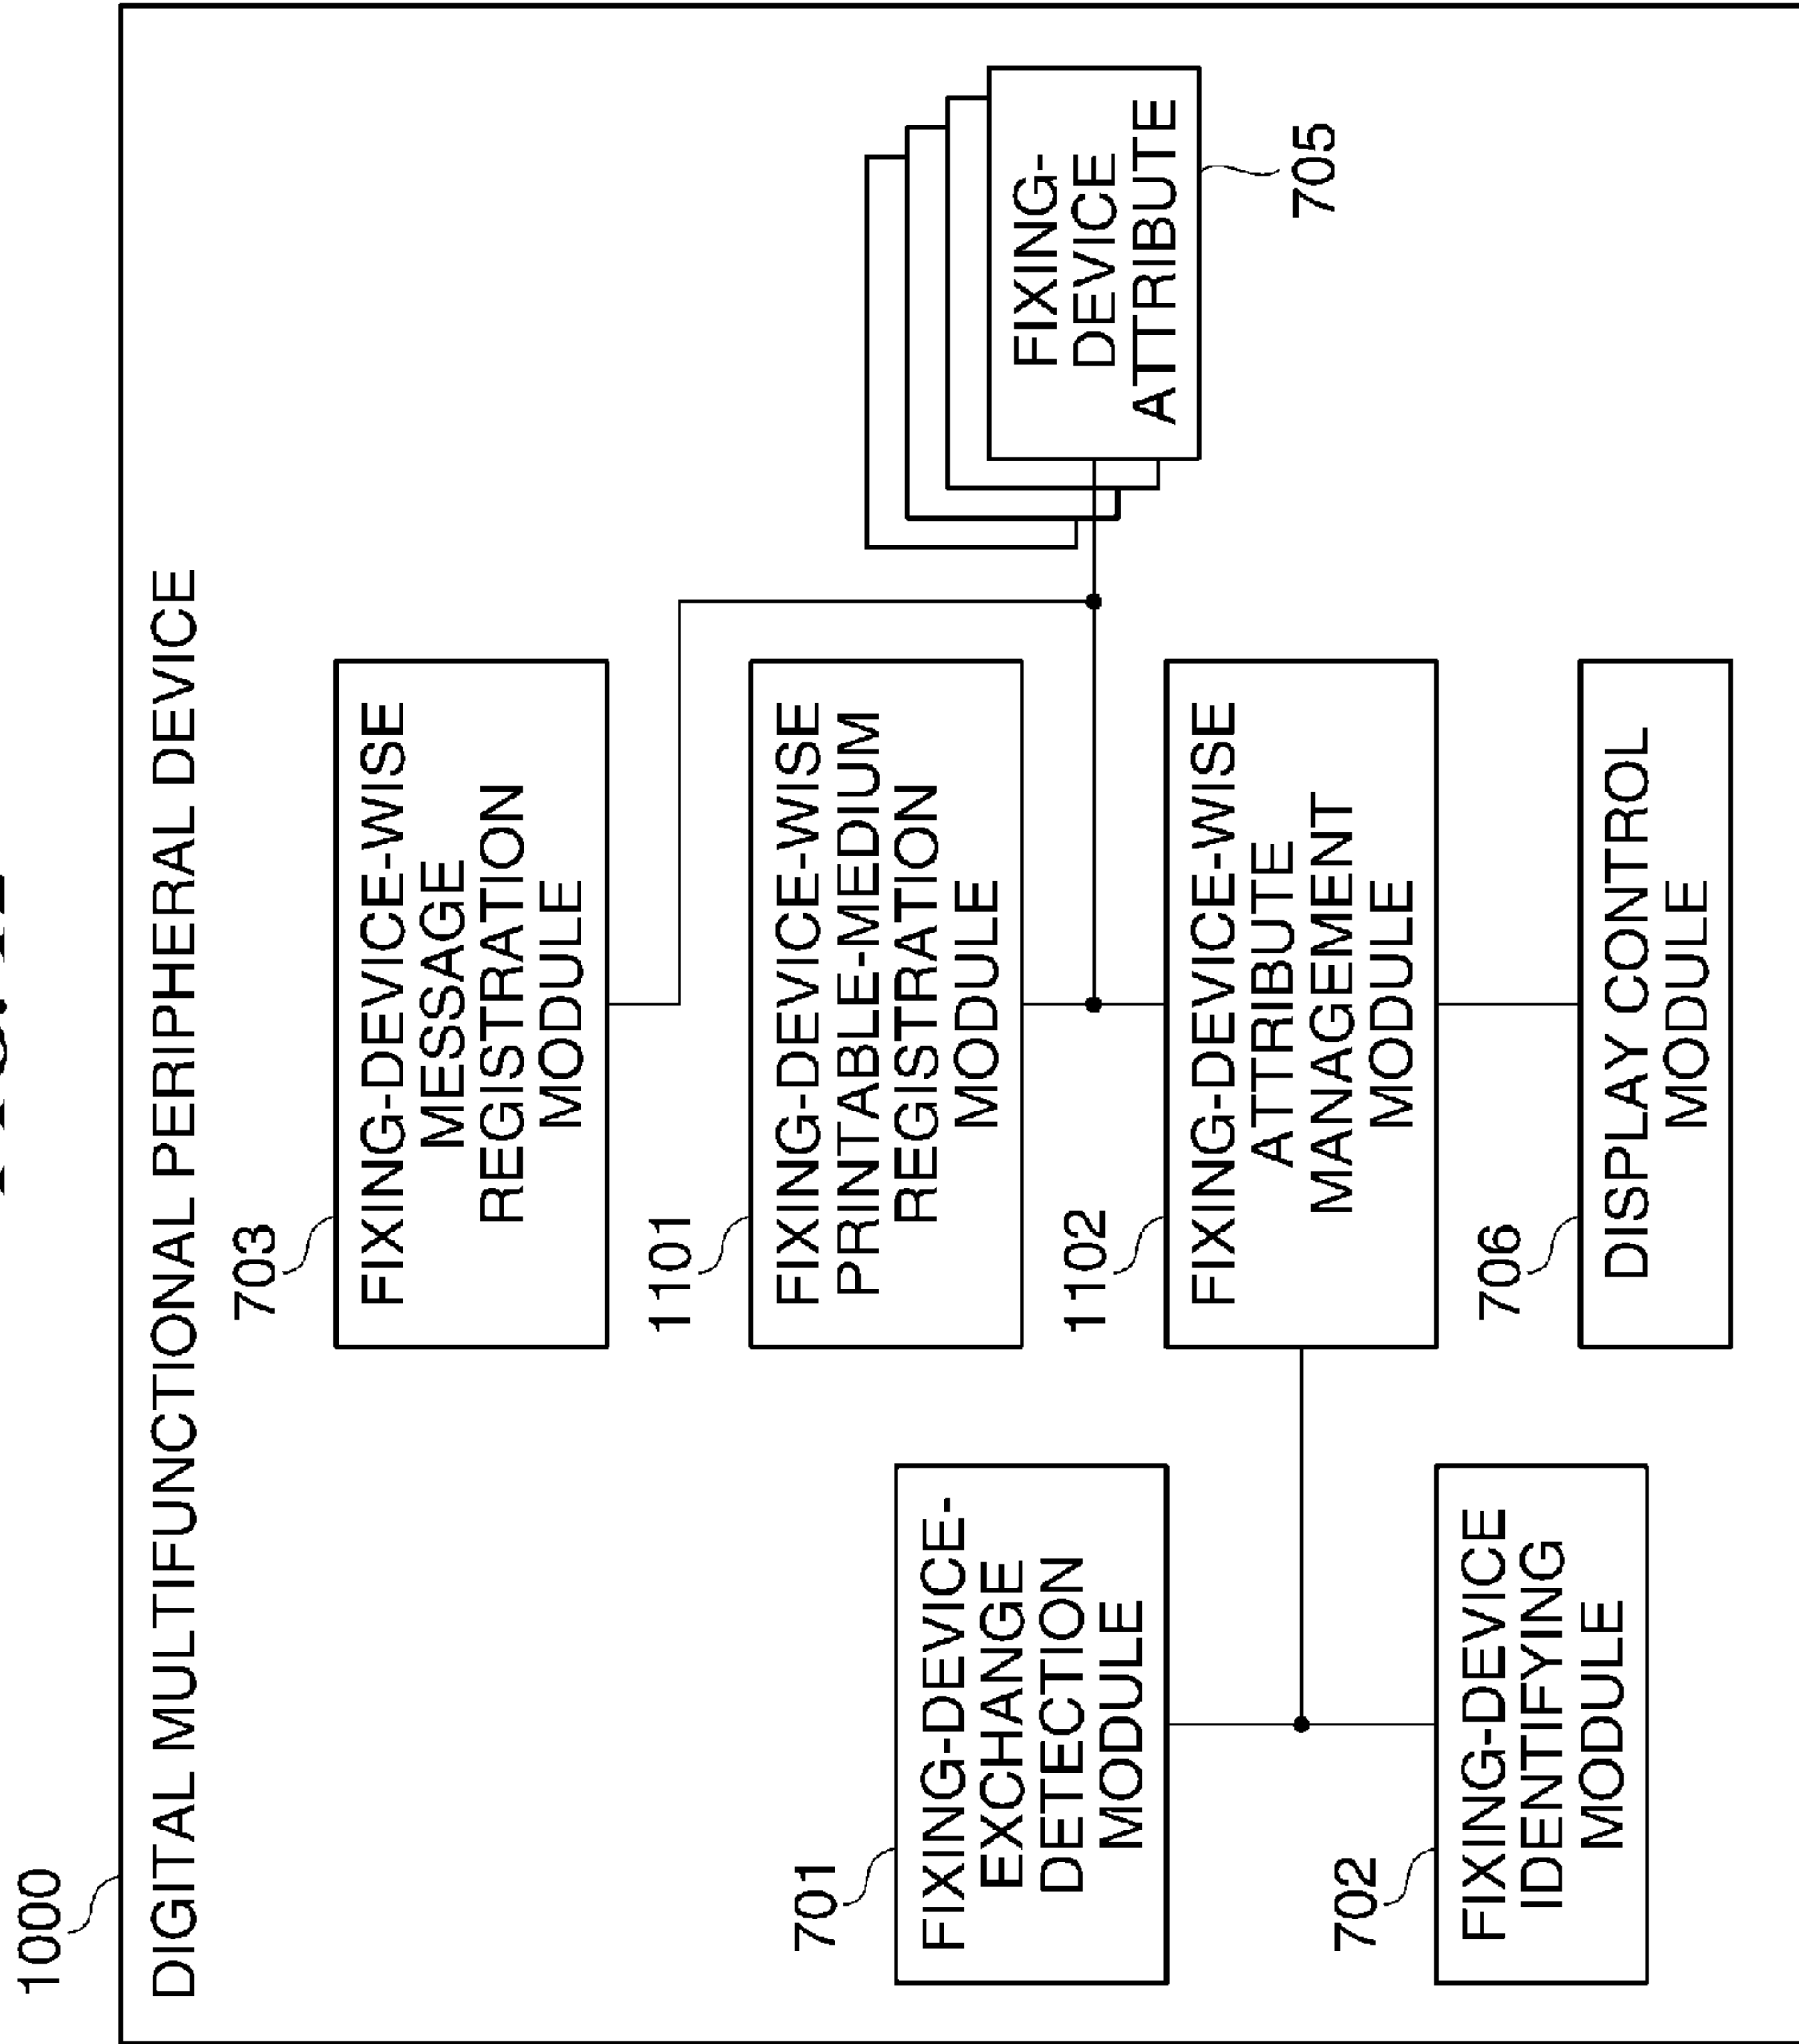 1000
DIGITAL MULTIFUNCTIONAL PERIPHERAL DEVICE
703
FIXING-DEVICE-WISE
MESSAGE
REGISTRATION
MODULE
1101
FIXING-DEVICE-WISE
PRINTABLE-MEDIUM
REGISTRATION
MODULE
701
FIXING-DEVICE-
EXCHANGE
DETECTION
MODULE
FIXING-
DEVICE
ATTRIBUTE
705
1102
FIXING-DEVICE-WISE
ATTRIBUTE
MANAGEMENT
MODULE
702
FIXING-DEVICE
IDENTIFYING
MODULE
706
DISPLAY CONTROL
MODULE